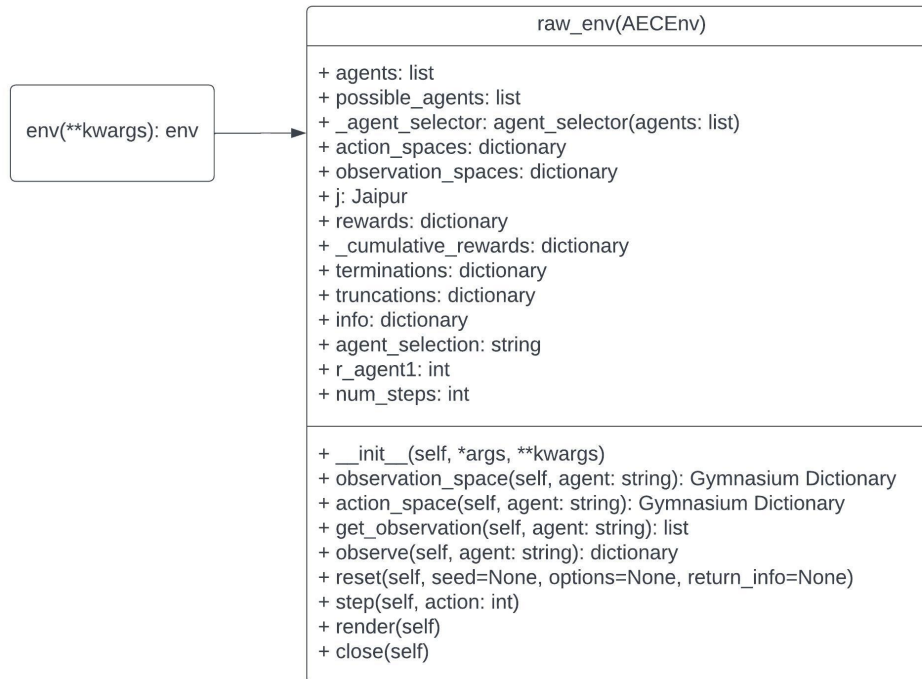 raw_env(AECEnv)
env(**kwargs): env
+ agents: list
+ possible_agents: list
+ _agent_selector: agent_selector(agents: list)
+ action_spaces: dictionary
+ observation_spaces: dictionary
+ j: Jaipur
+ rewards: dictionary
+ _cumulative_rewards: dictionary
+ terminations: dictionary
+ truncations: dictionary
+ info: dictionary
+ agent_selection: string
+ r_agent1: int
+ num_steps: int
+ __init__(self, *args, **kwargs)
+ observation_space(self, agent: string): Gymnasium Dictionary
+ action_space(self, agent: string): Gymnasium Dictionary
+ get_observation(self, agent: string): list
+ observe(self, agent: string): dictionary
+ reset(self, seed=None, options=None, return_info=None)
+ step(self, action: int)
+ render(self)
+ close(self)